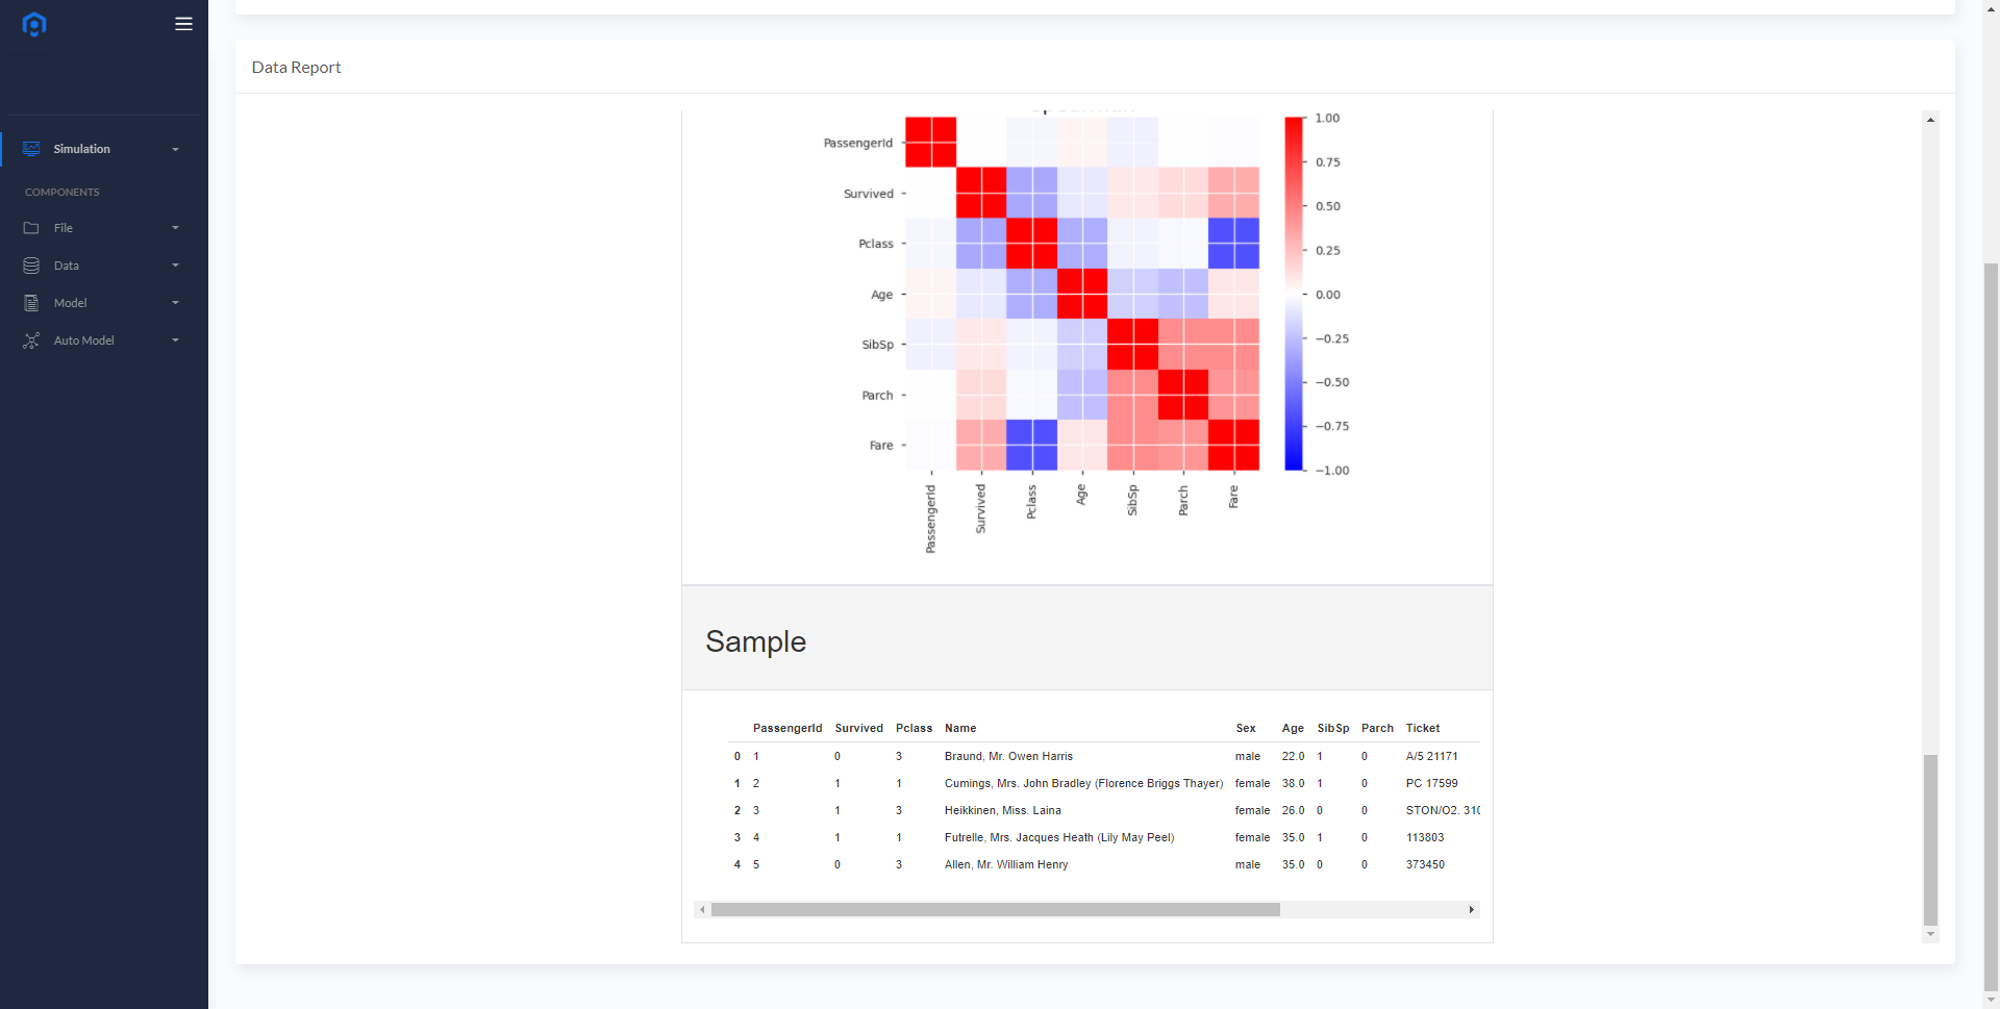 Data Report
Simulation
COMPONENTS
File
Data
Model
Auto Model
PassengerId
Survived
Pclass
Age
SibSp
Parch
Fare
1.00
0.75
0.50
0.25
0.00
−0.25
−0.50
−0.75
−1.00
PassengerId
Survived
Pclass
Age
SibSp
Parch
Fare
Sample
PassengerId Survived Pclass Name Sex Age SibSp Parch Ticket
0 1 0 3 Braund, Mr. Owen Harris male 22.0 1 0 A/5 21171
1 2 1 1 Cumings, Mrs. John Bradley (Florence Briggs Thayer) female 38.0 1 0 PC 17599
2 3 1 3 Heikkinen, Miss. Laina female 26.0 0 0 STON/O2. 310
3 4 1 1 Futrelle, Mrs. Jacques Heath (Lily May Peel) female 35.0 1 0 113803
4 5 0 3 Allen, Mr. William Henry male 35.0 0 0 373450